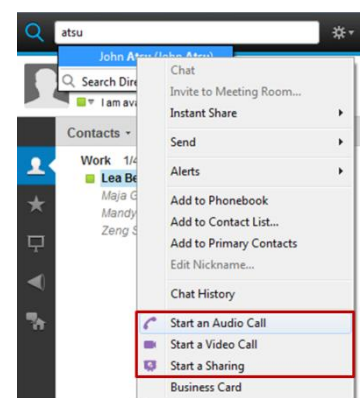 atsu
John Atsu (John Atsu)
Search Dire
I am ava
Contacts
Work 1/4
Lea Be
Maja G
Mandy
Zeng S
Chat
Invite to Meeting Room...
Instant Share
Send
Alerts
Add to Phonebook
Add to Contact List...
Add to Primary Contacts
Edit Nickname...
Chat History
Start an Audio Call
Start a Video Call
Start a Sharing
Business Card